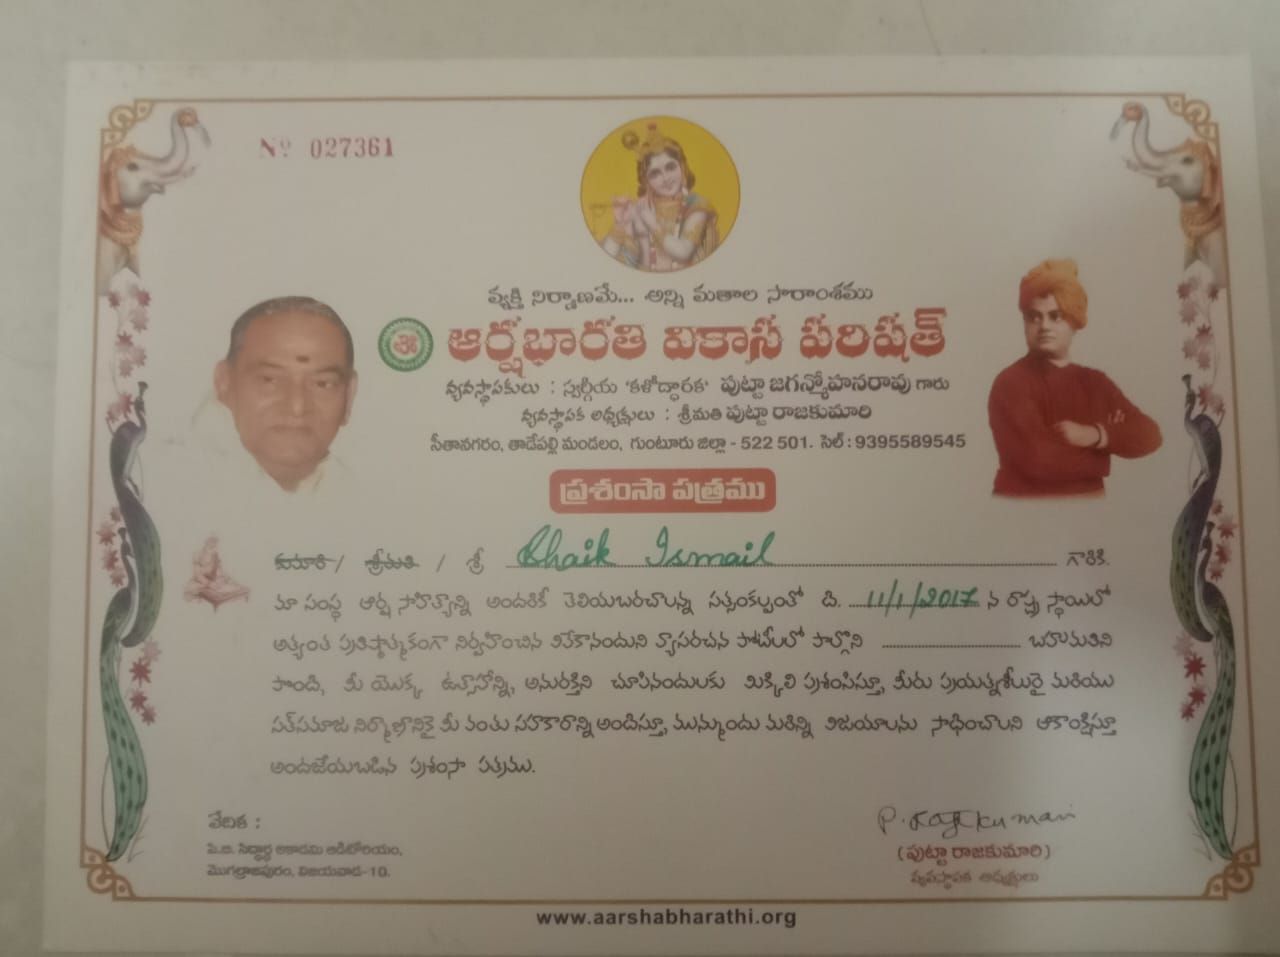 Nº 027361
వ్యక్తి నిర్మాణమే... అన్ని మతాల సారాంశము
ఆర్షభారతి వికాస పరిషత్
వ్యవస్థాపకులు : స్వర్గీయ 'కళోద్ధారక' పుట్టా జగన్మోహనరావు గారు
వ్యవస్థాపక అధ్యక్షులు : శ్రీమతి పుట్టా రాజకుమారి
సీతానగరం, తాడేపల్లి మండలం, గుంటూరు జిల్లా - 522 501. సెల్ : 9395589545
ప్రశంసా పత్రము
కుమారి / శ్రీమతి / శ్రీ Shaik Ismail గారికి.
మా సంస్థ ఆర్ష సాహిత్యాన్ని అందరికీ తెలియబరచాలన్న సత్సంకల్పంతో ది. 11/1/2017 న రాష్ట్ర స్థాయిలో
అత్యంత ప్రతిష్ఠాత్మకంగా నిర్వహించిన వివేకానందుని వ్యాసరచన పోటీలలో పాల్గొని ........................ బహుమతిని
పొంది, మీ యొక్క ఉత్సాహాన్ని, అనురక్తిని చూపినందులకు మిక్కిలి ప్రశంసిస్తూ, మీరు ప్రయత్నశీలురై మరియు
సత్‌సమాజ నిర్మాణానికై మీ వంతు సహకారాన్ని అందిస్తూ, మున్ముందు మరిన్ని విజయాలను సాధించాలని ఆకాంక్షిస్తూ
అందజేయబడిన ప్రశంసా పత్రము.
వేదిక :
పి.బి. సిద్ధార్థ అకాడమి ఆడిటోరియం,
మొగల్రాజపురం, విజయవాడ-10.
P. Rajakumari
(పుట్టా రాజకుమారి)
వ్యవస్థాపక అధ్యక్షులు
www.aarshabharathi.org